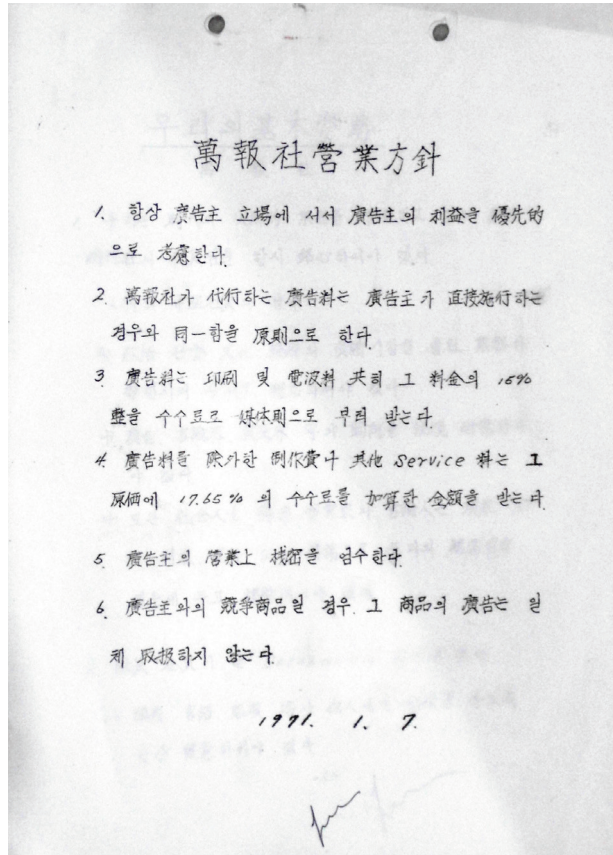 萬報社營業方針
1. 항상 廣告主 立場에 서서 廣告主의 利益을 優先的
으로 考慮한다.
2. 萬報社가 代行하는 廣告料는 廣告主가 直接施行하는
경우와 同一함을 原則으로 한다.
3. 廣告料는 印刷 및 電波料 共히 그 料金의 15%
整을 수수료로 媒体則으로 부터 받는다.
4. 廣告料를 除外한 制作費나 其他 Service 料는 그
原価에 17.65%의 수수료를 加算한 金額을 받는다.
5. 廣告主의 營業上 栈密을 엄수한다.
6. 廣告主와의 競爭商品일 경우. 그 商品의 廣告는 일
체 取扱하지 않는다.
1971. 1. 7.